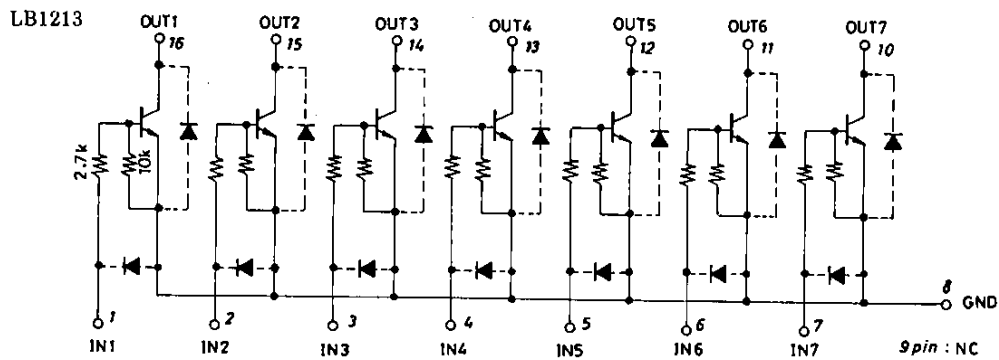 LB1213
OUT1 OUT2 OUT3 OUT4 OUT5 OUT6 OUT7
16 15 14 13 12 11 10
2.7k 10k
8
GND
1 2 3 4 5 6 7
IN1 IN2 IN3 IN4 IN5 IN6 IN7
9pin : NC